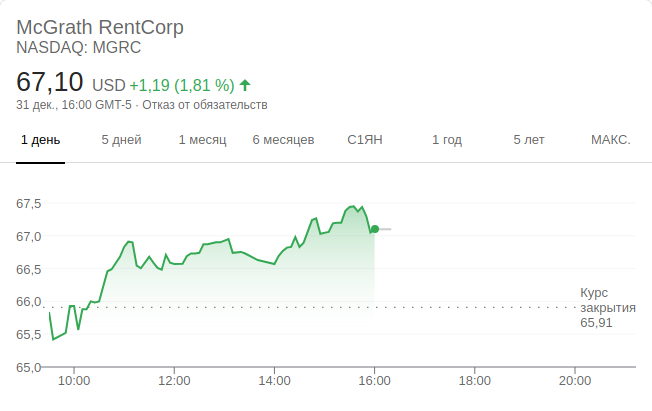 McGrath RentCorp
NASDAQ: MGRC
67,10 USD +1,19 (1,81 %)
31 дек., 16:00 GMT-5 · Отказ от обязательств
1 день 5 дней 1 месяц 6 месяцев С1ЯН 1 год 5 лет МАКС.
67,5
67,0
66,5
66,0
Курс
закрытия
65,91
65,5
65,0
10:00 12:00 14:00 16:00 18:00 20:00